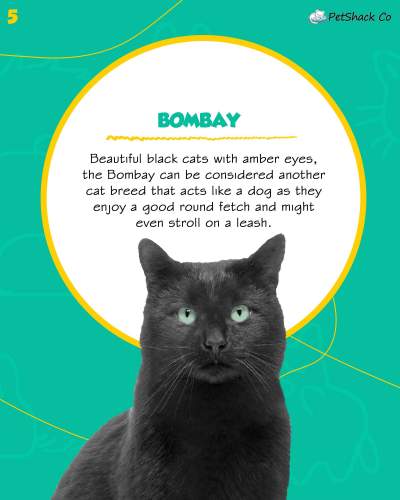 5
PetShack Co
BOMBAY
Beautiful black cats with amber eyes,
the Bombay can be considered another
cat breed that acts like a dog as they
enjoy a good round fetch and might
even stroll on a leash.